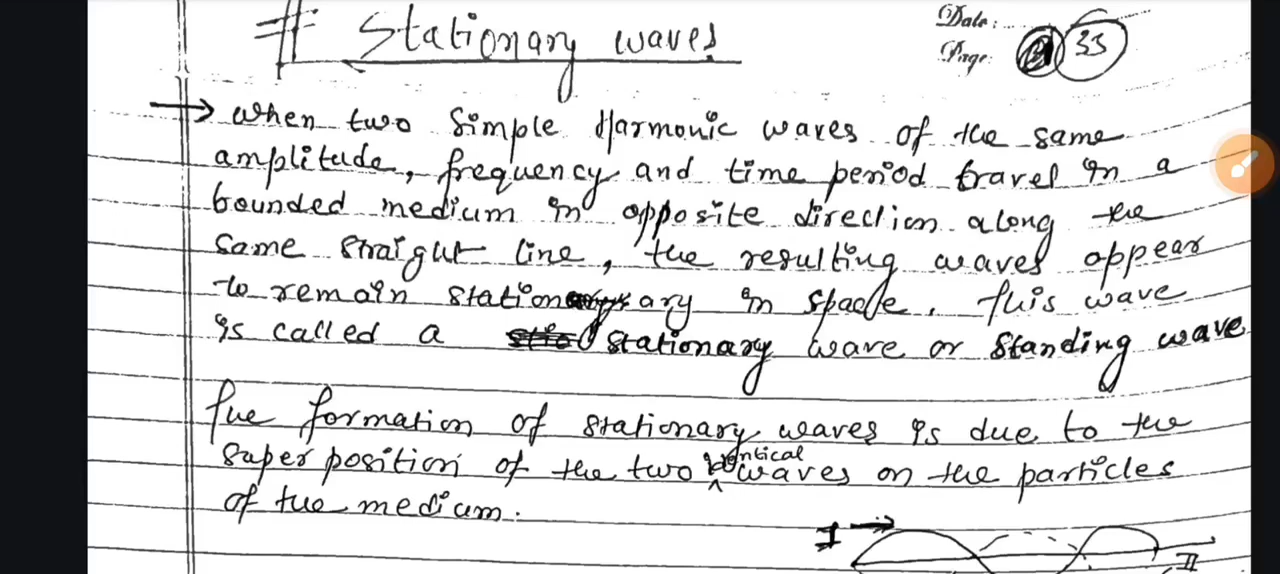 # Stationary waves
Date:
Page: 33
→ when two simple Harmonic waves of the same
amplitude, frequency and time period travel in a
bounded medium in opposite direction along the
same straight line, the resulting waves appear
to remain stationary in space. This wave
is called a stationary wave or standing wave
The formation of stationary waves is due to the
super position of the two identical waves on the particles
of the medium.
I →
II